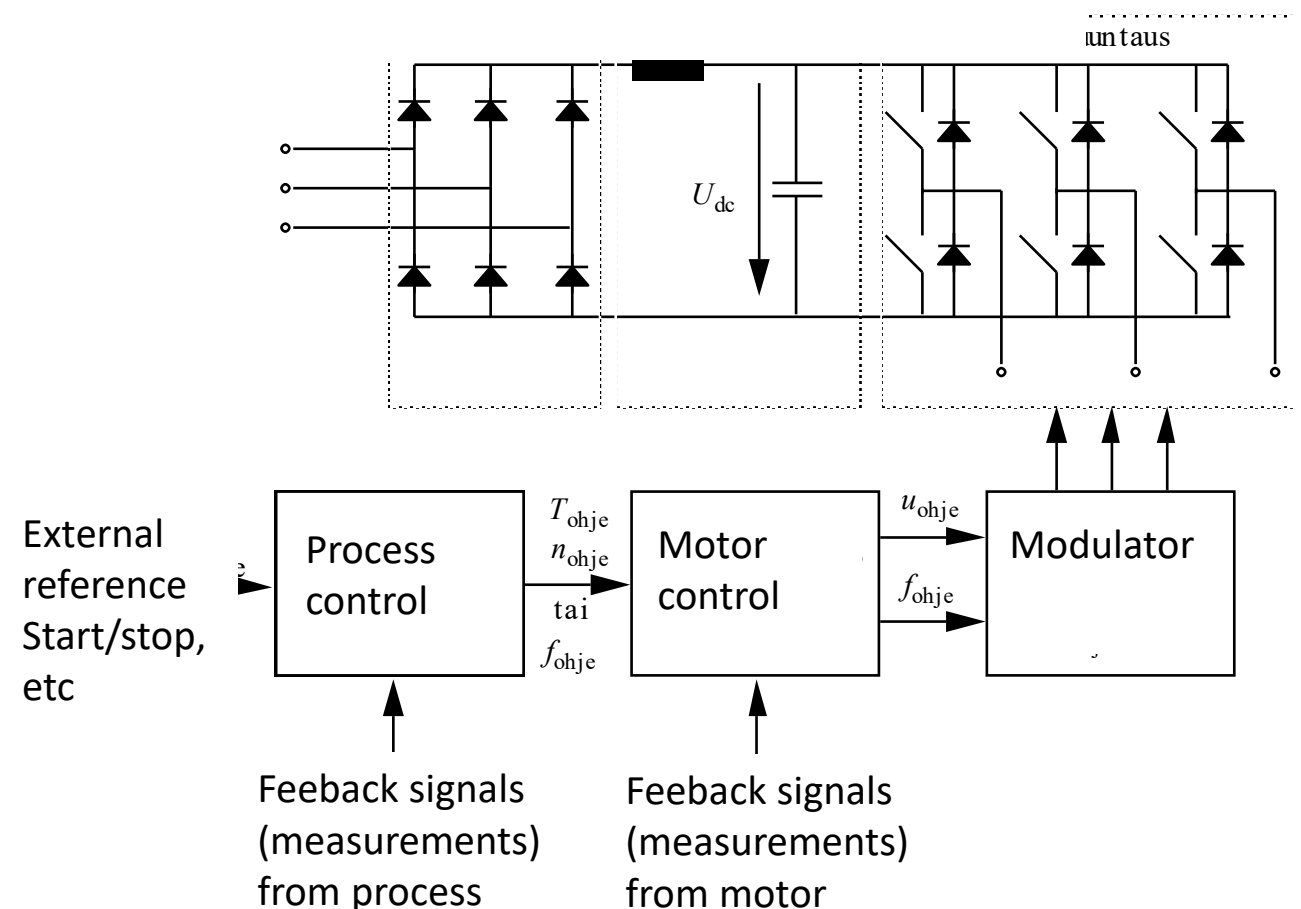 U_dc
External
reference
Start/stop,
etc
Process
control
T_ohje
n_ohje
tai
f_ohje
Motor
control
u_ohje
f_ohje
Modulator
Feeback signals
(measurements)
from process
Feeback signals
(measurements)
from motor